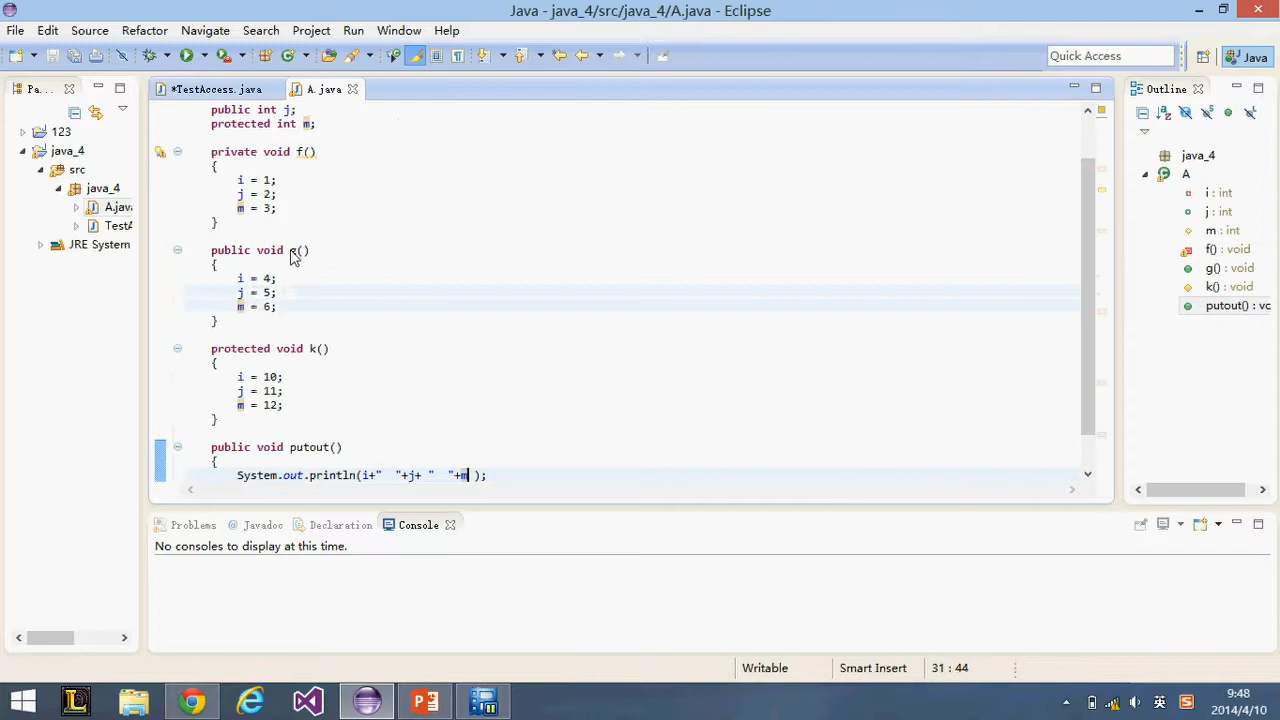 Java - java_4/src/java_4/A.java - Eclipse
File Edit Source Refactor Navigate Search Project Run Window Help
Quick Access
Java
Pa...
*TestAccess.java
A.java
Outline
123
java_4
src
java_4
A.java
TestA
JRE System
public int j;
protected int m;
private void f()
{
i = 1;
j = 2;
m = 3;
}
public void g()
{
i = 4;
j = 5;
m = 6;
}
protected void k()
{
i = 10;
j = 11;
m = 12;
}
public void putout()
{
System.out.println(i+"  "+j+ "  "+m );
java_4
A
i : int
j : int
m : int
f() : void
g() : void
k() : void
putout() : vo
Problems
@ Javadoc
Declaration
Console
No consoles to display at this time.
Writable
Smart Insert
31 : 44
英
9:48
2014/4/10